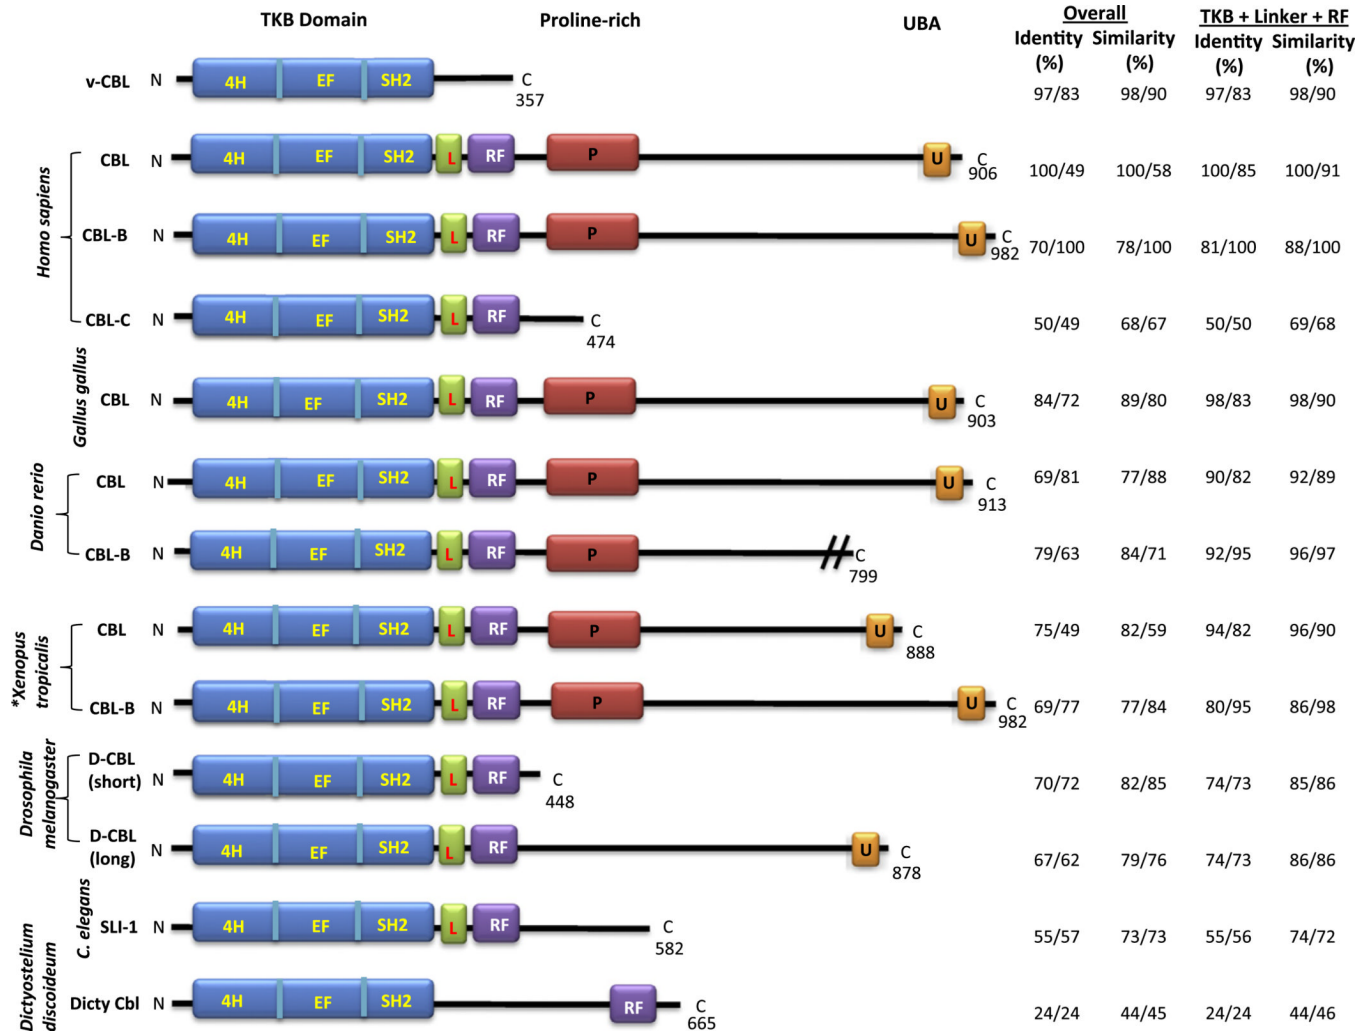 TKB Domain Proline-rich UBA Overall TKB + Linker + RF
Identity Similarity Identity Similarity
(%) (%) (%) (%)
v-CBL N 4H EF SH2 C 357 97/83 98/90 97/83 98/90
Homo sapiens
CBL N 4H EF SH2 L RF P U C 906 100/49 100/58 100/85 100/91
CBL-B N 4H EF SH2 L RF P U C 982 70/100 78/100 81/100 88/100
CBL-C N 4H EF SH2 L RF C 474 50/49 68/67 50/50 69/68
Gallus gallus
CBL N 4H EF SH2 L RF P U C 903 84/72 89/80 98/83 98/90
Danio rerio
CBL N 4H EF SH2 L RF P U C 913 69/81 77/88 90/82 92/89
CBL-B N 4H EF SH2 L RF P C 799 79/63 84/71 92/95 96/97
*Xenopus
tropicalis
CBL N 4H EF SH2 L RF P U C 888 75/49 82/59 94/82 96/90
CBL-B N 4H EF SH2 L RF P U C 982 69/77 77/84 80/95 86/98
Drosophila
melanogaster
D-CBL
(short) N 4H EF SH2 L RF C 448 70/72 82/85 74/73 85/86
D-CBL
(long) N 4H EF SH2 L RF U C 878 67/62 79/76 74/73 86/86
C. elegans
SLI-1 N 4H EF SH2 L RF C 582 55/57 73/73 55/56 74/72
Dictyostelium
discoideum
Dicty Cbl N 4H EF SH2 RF C 665 24/24 44/45 24/24 44/46